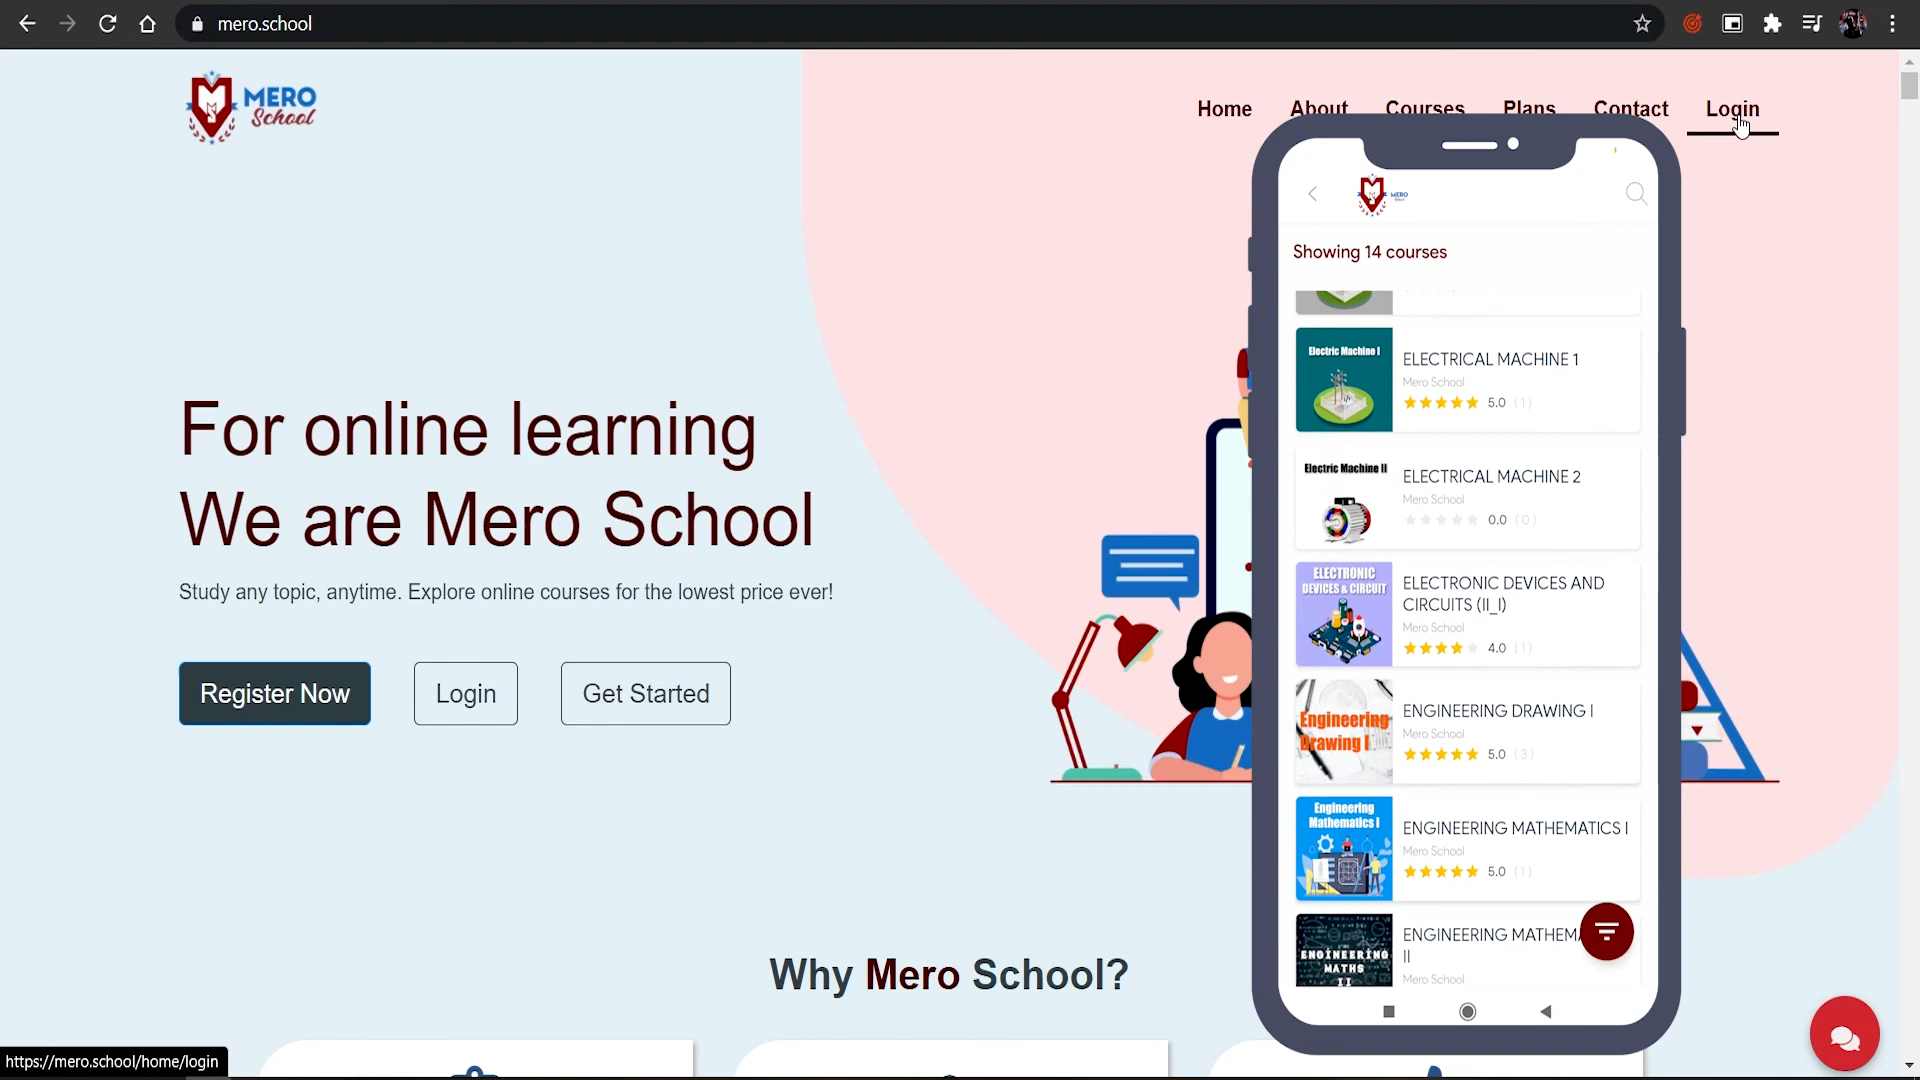 mero.school
MERO
School
Home About Courses Plans Contact Login
MERO
Showing 14 courses
Electric Machine I
ELECTRICAL MACHINE 1
Mero School
5.0 (1)
Electric Machine II
ELECTRICAL MACHINE 2
Mero School
0.0 (0)
ELECTRONIC
DEVICES & CIRCUIT
ELECTRONIC DEVICES AND
CIRCUITS (II_I)
Mero School
4.0 (1)
Engineering
Drawing I
ENGINEERING DRAWING I
Mero School
5.0 (3)
Engineering
Mathematics I
ENGINEERING MATHEMATICS I
Mero School
5.0 (1)
ENGINEERING
MATHS
II
ENGINEERING MATHEMA
II
Mero School
For online learning
We are Mero School
Study any topic, anytime. Explore online courses for the lowest price ever!
Register Now Login Get Started
Why Mero School?
https://mero.school/home/login